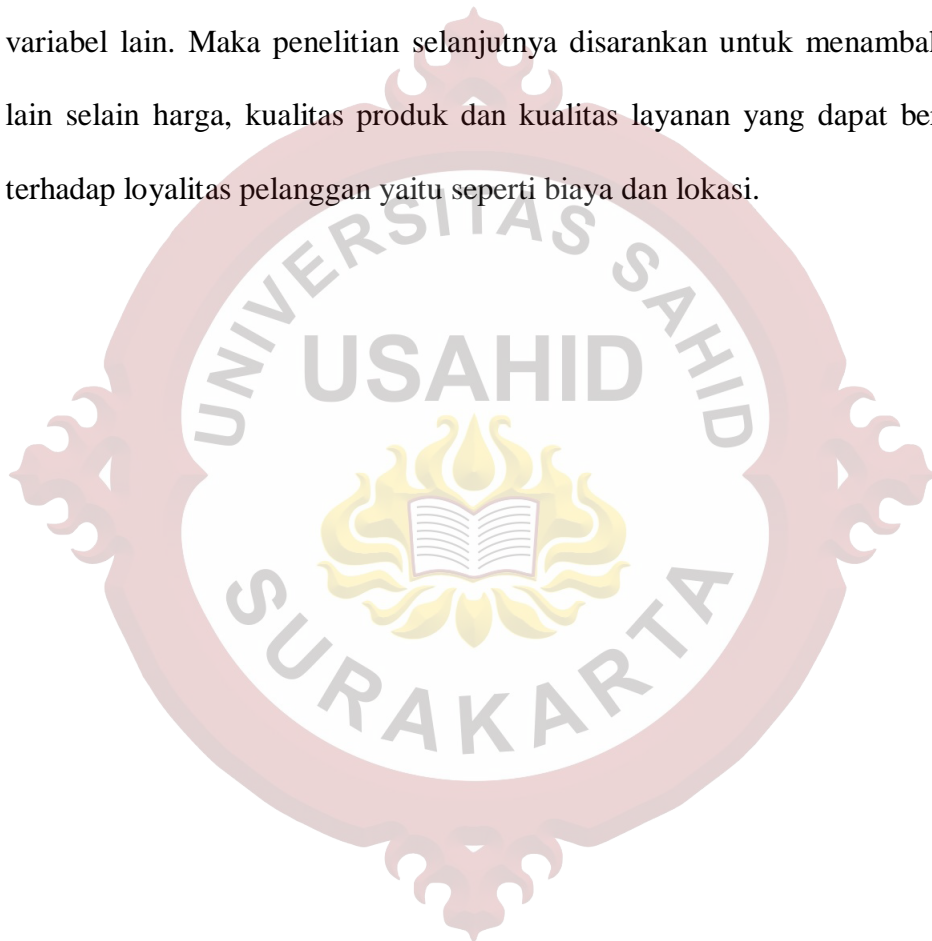 variabel lain. Maka penelitian selanjutnya disarankan untuk menambah
lain selain harga, kualitas produk dan kualitas layanan yang dapat
terhadap loyalitas pelanggan yaitu seperti biaya dan lokasi.
UNIVERSITAS SAHID
USAHID
SURAKARTA